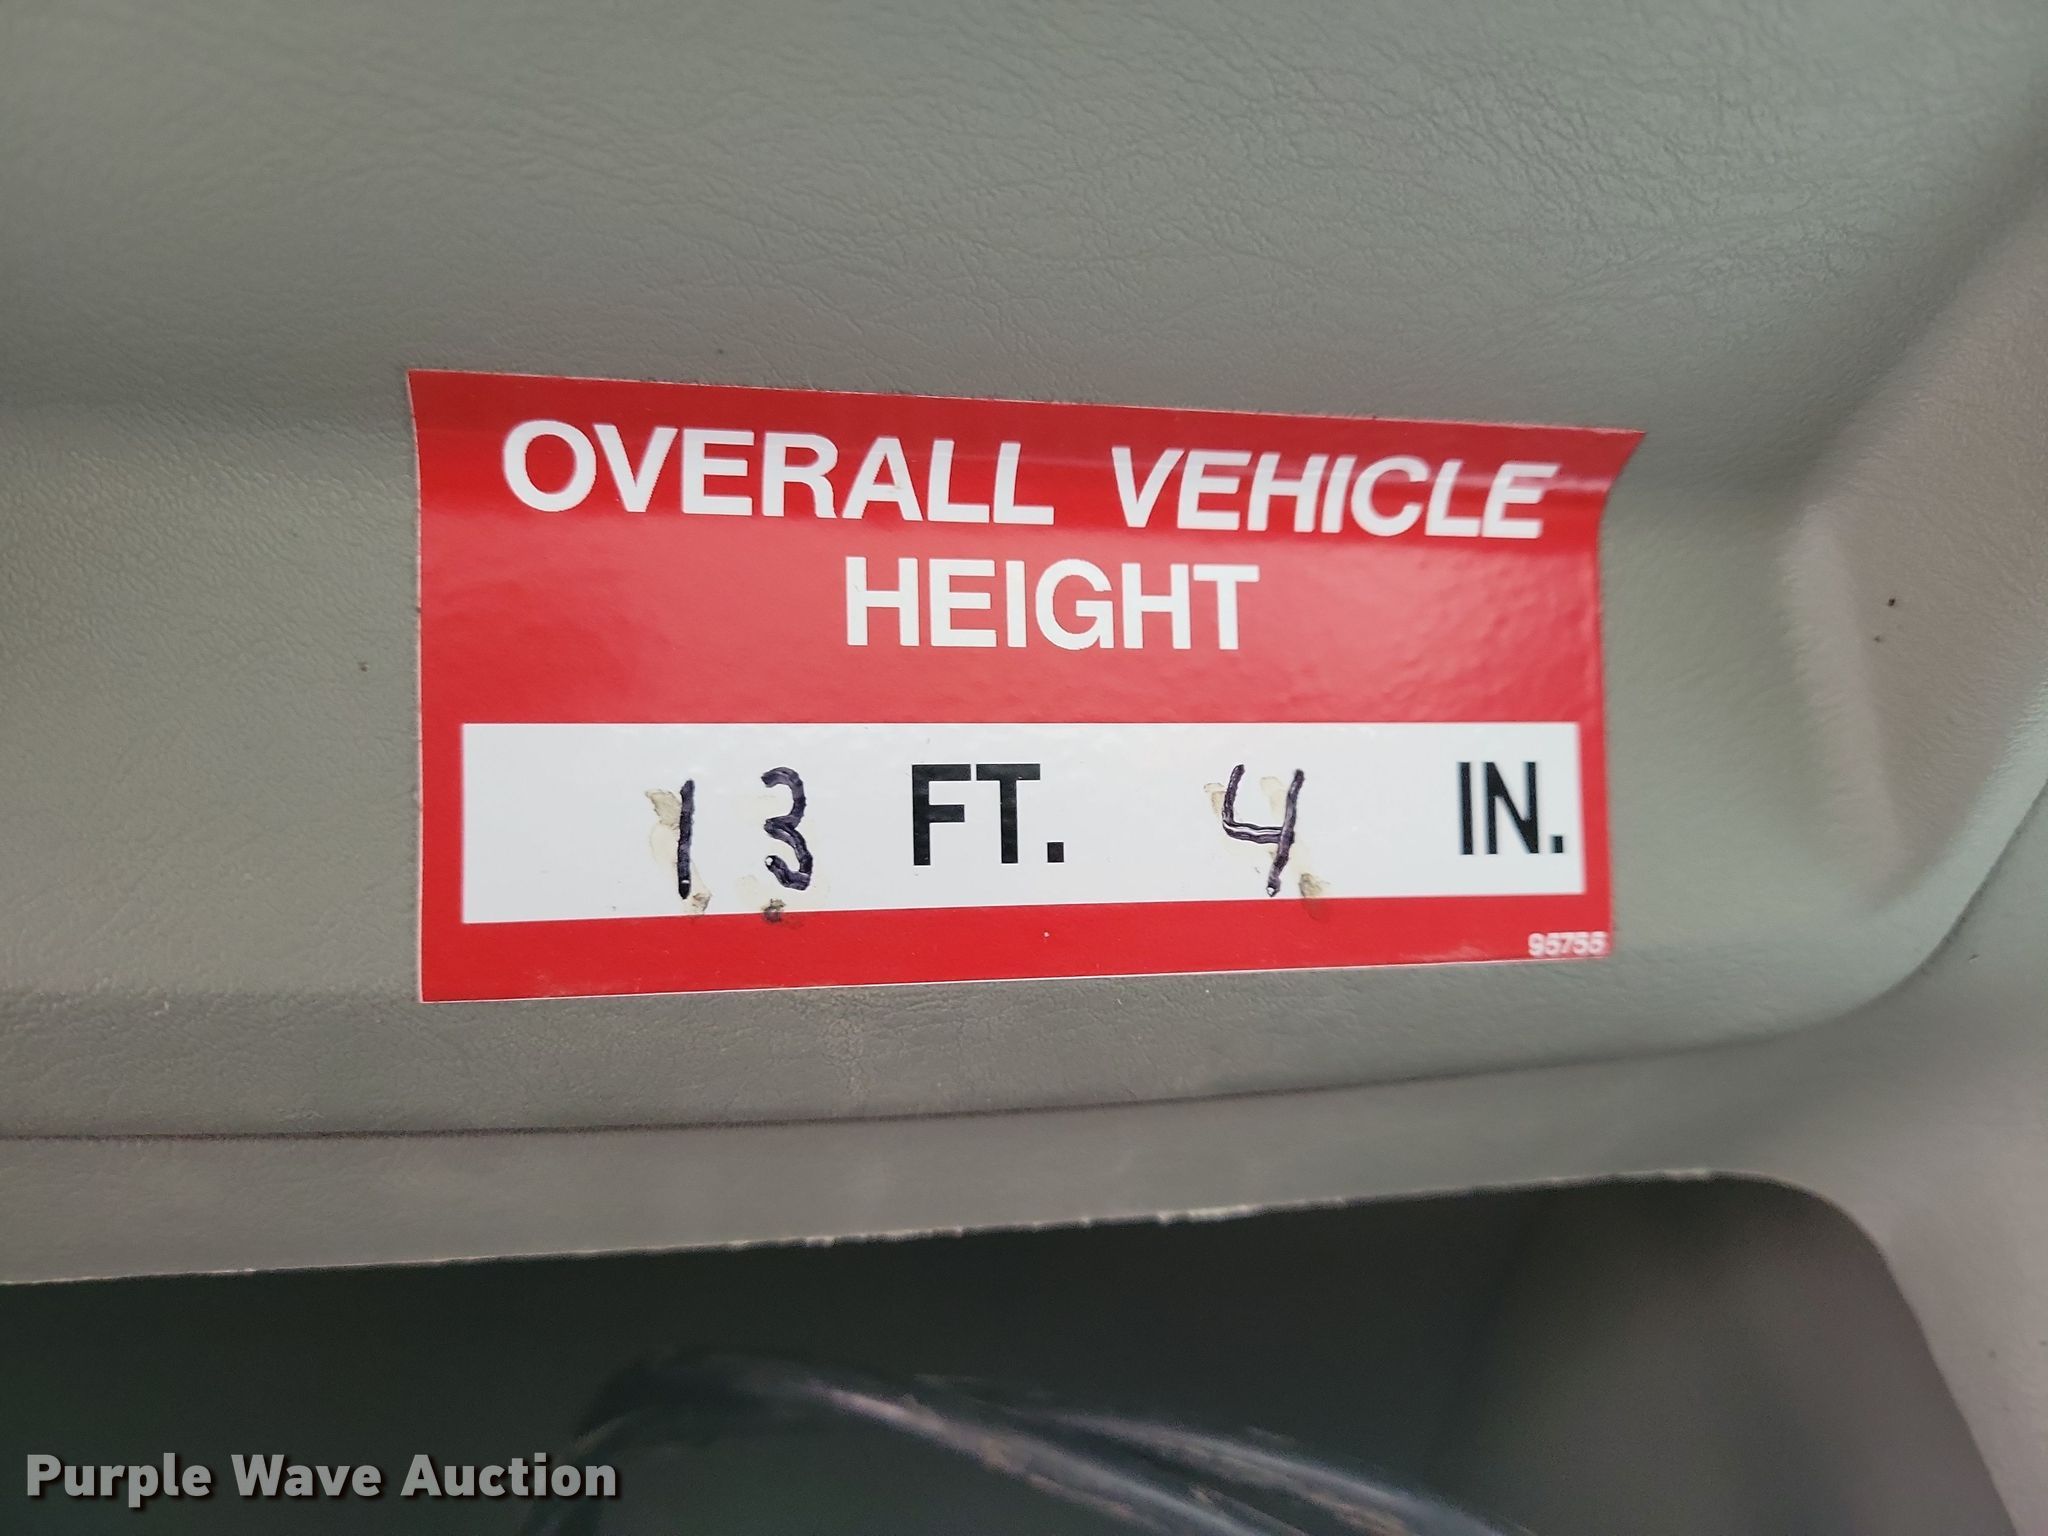 OVERALL VEHICLE
HEIGHT
13 FT. 4 IN.
95755
Purple Wave Auction